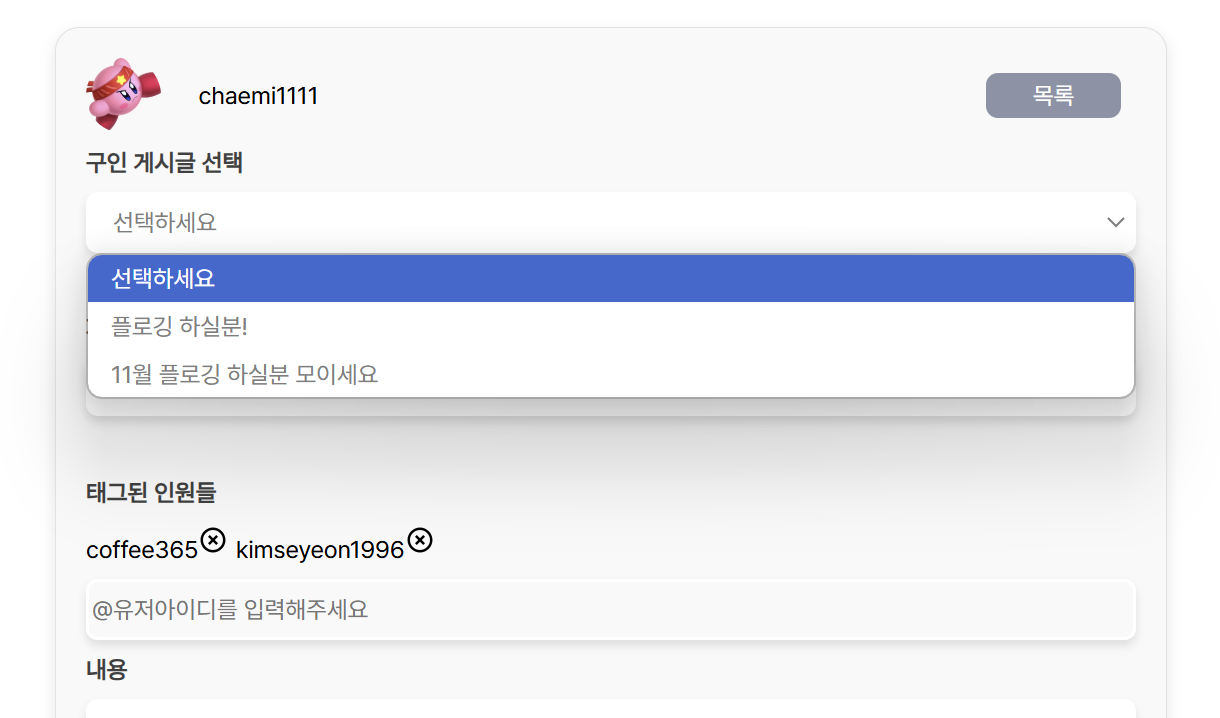 chaemi1111
목록
구인 게시글 선택
선택하세요
선택하세요
플로깅 하실분!
11월 플로깅 하실분 모이세요
태그된 인원들
coffee365 kimseyeon1996
@유저아이디를 입력해주세요
내용